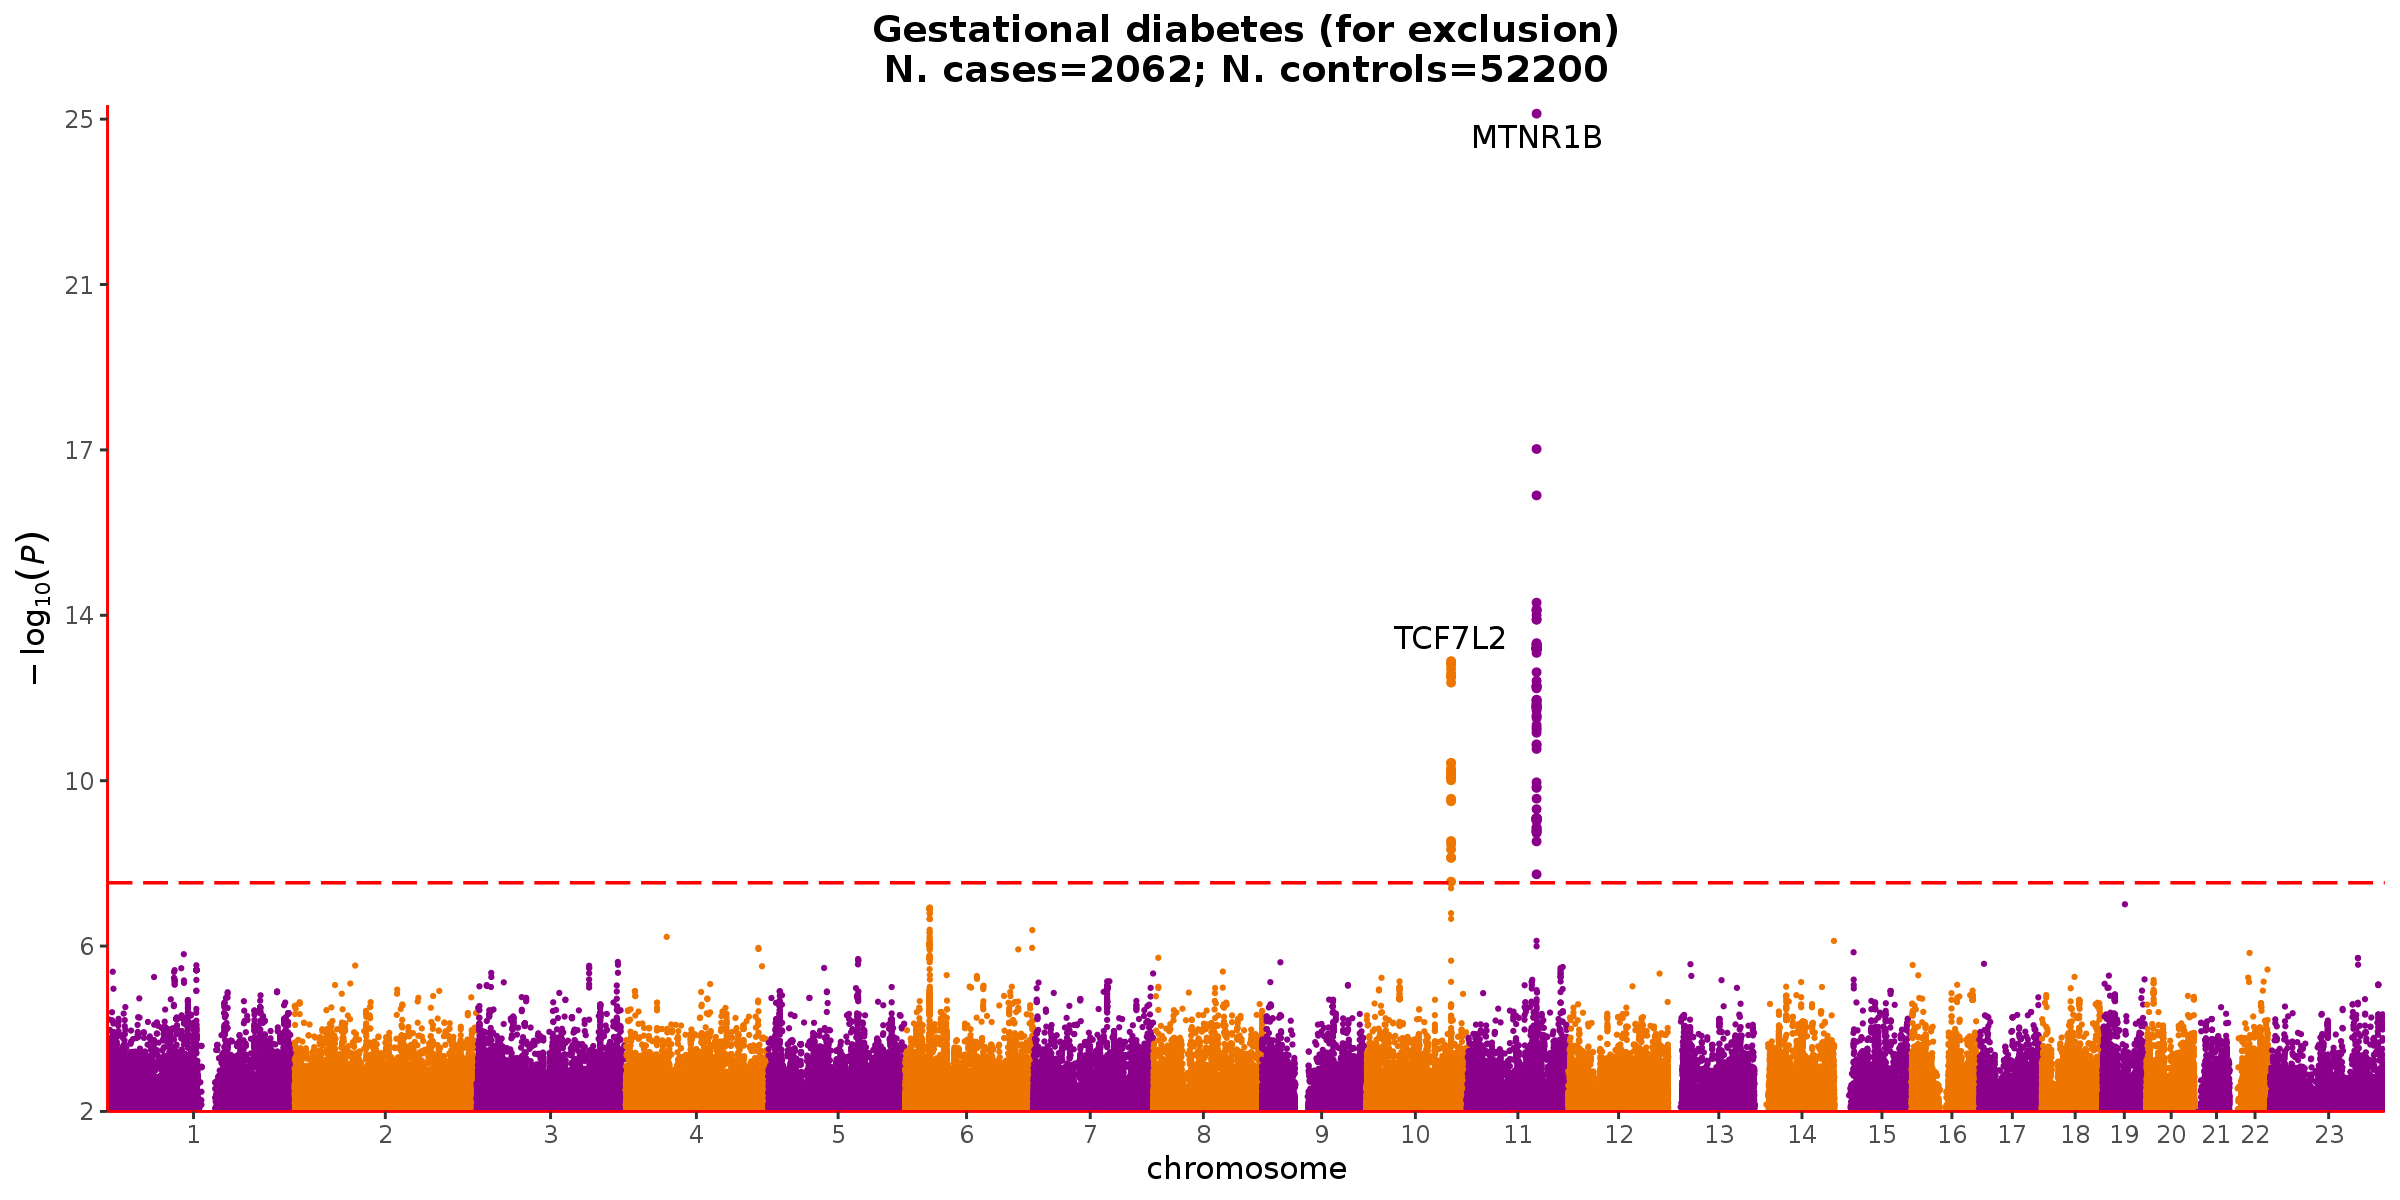 Gestational diabetes (for exclusion)
N. cases=2062; N. controls=52200
25
MTNR1B
21
17
14
TCF7L2
10
6
2
−log₁₀(P)
1 2 3 4 5 6 7 8 9 10 11 12 13 14 15 16 17 18 19 20 21 22 23
chromosome